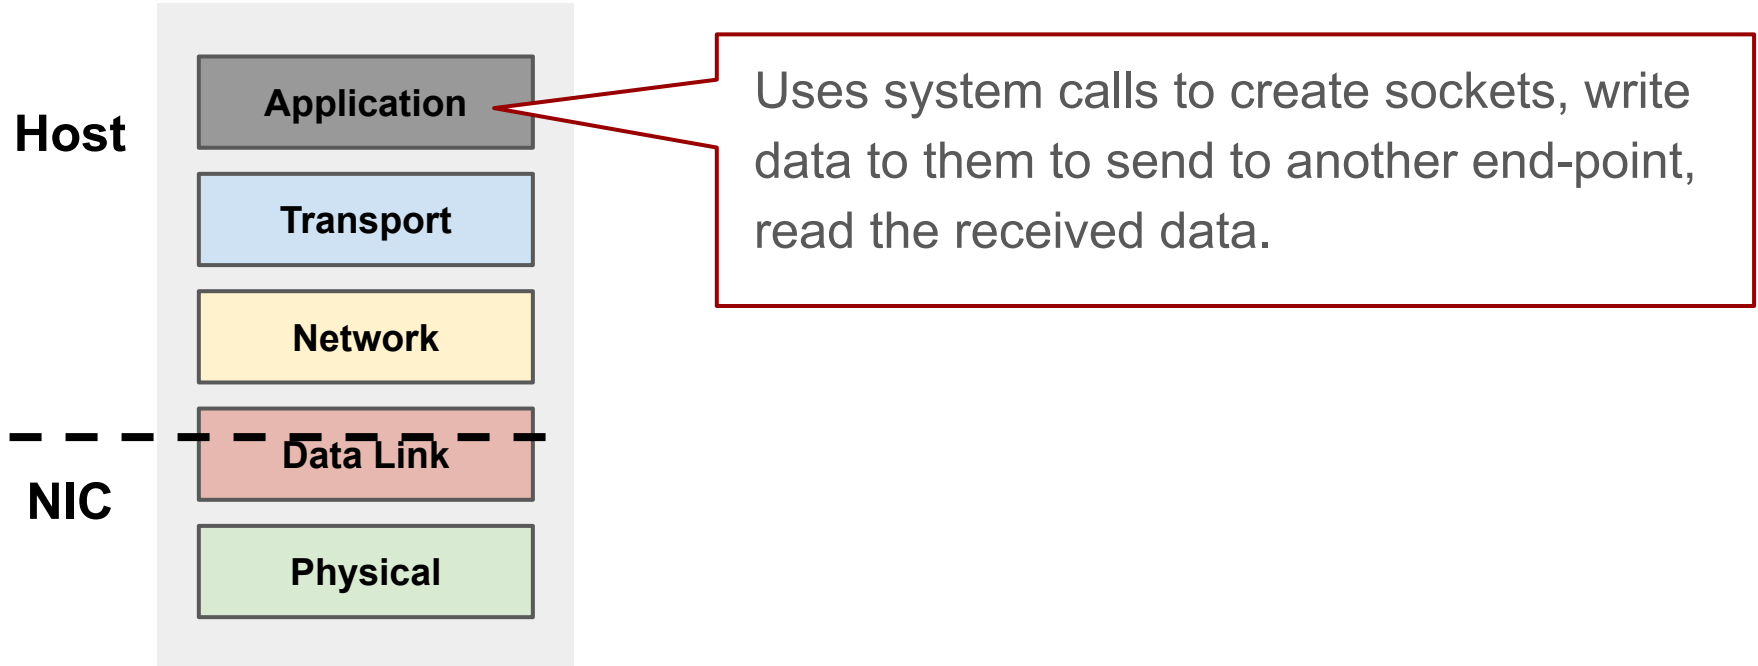 Host
Application
Transport
Network
Data Link
NIC
Physical
Uses system calls to create sockets, write
data to them to send to another end-point,
read the received data.